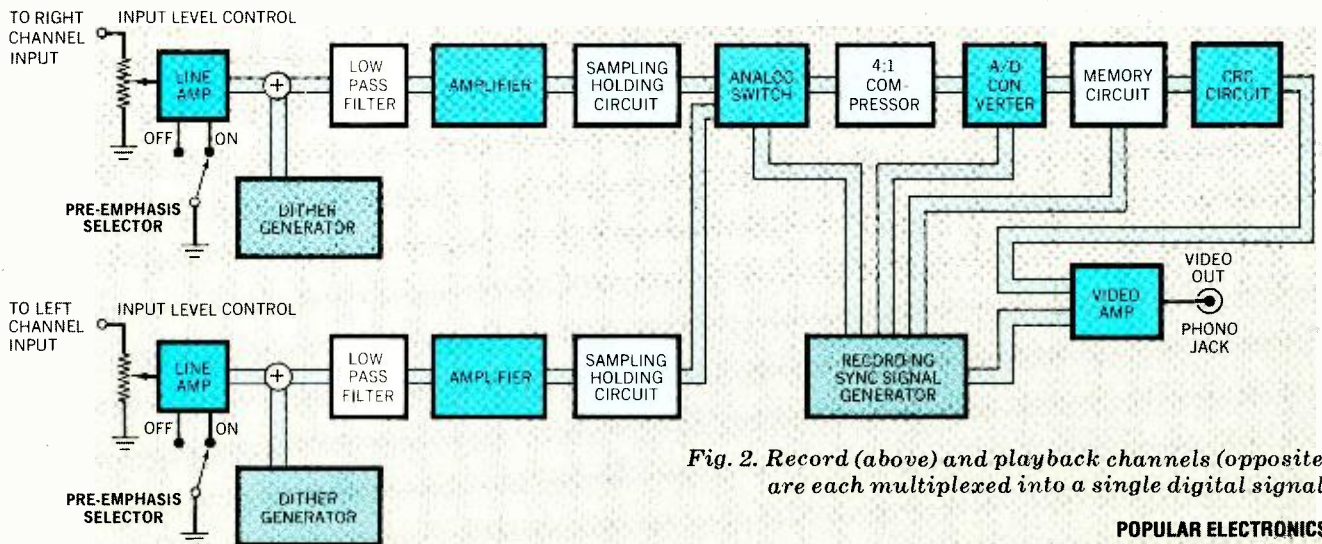 TO RIGHT
CHANNEL
INPUT
INPUT LEVEL CONTROL
LINE
AMP
OFF
ON
PRE-EMPHASIS
SELECTOR
+
DITHER
GENERATOR
LOW
PASS
FILTER
AMPLIFIER
SAMPLING
HOLDING
CIRCUIT
ANALOG
SWITCH
4:1
COM-
PRESSOR
A/D
CON
VERTER
MEMORY
CIRCUIT
CRC
CIRCUIT
TO LEFT
CHANNEL
INPUT
INPUT LEVEL CONTROL
LINE
AMP
OFF
ON
PRE-EMPHASIS
SELECTOR
+
DITHER
GENERATOR
LOW
PASS
FILTER
AMPLIFIER
SAMPLING
HOLDING
CIRCUIT
RECORDING
SYNC SIGNAL
GENERATOR
VIDEO
AMP
VIDEO
OUT
PHONO
JACK
Fig. 2. Record (above) and playback channels (opposite
are each multiplexed into a single digital signal
POPULAR ELECTRONICS